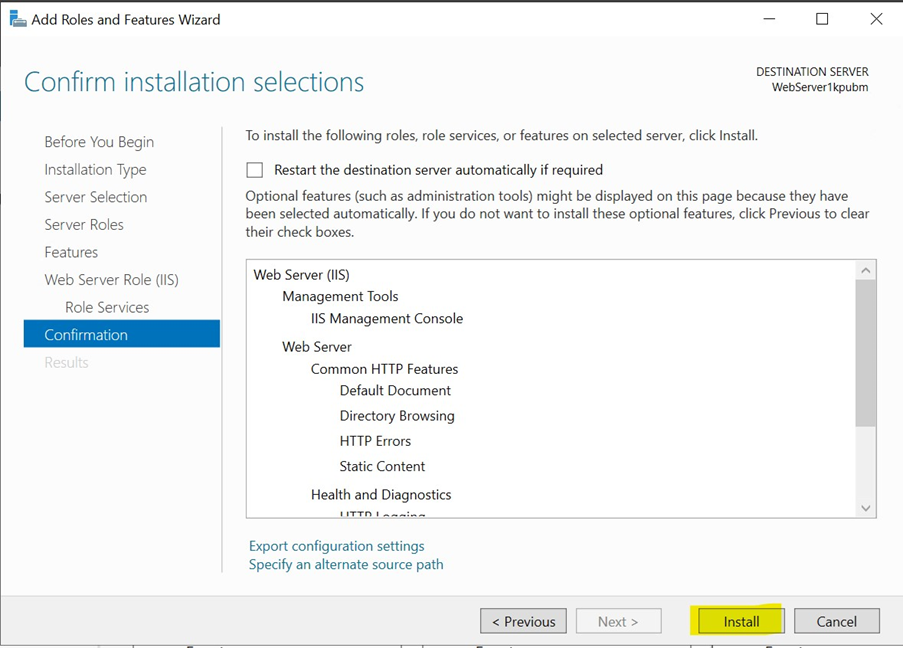 Add Roles and Features Wizard
Confirm installation selections
DESTINATION SERVER
WebServer1kpubm
Before You Begin
Installation Type
Server Selection
Server Roles
Features
Web Server Role (IIS)
Role Services
Confirmation
Results
To install the following roles, role services, or features on selected server, click Install.
Restart the destination server automatically if required
Optional features (such as administration tools) might be displayed on this page because they have
been selected automatically. If you do not want to install these optional features, click Previous to clear
their check boxes.
Web Server (IIS)
Management Tools
IIS Management Console
Web Server
Common HTTP Features
Default Document
Directory Browsing
HTTP Errors
Static Content
Health and Diagnostics
HTTP Logging
Export configuration settings
Specify an alternate source path
< Previous
Next >
Install
Cancel